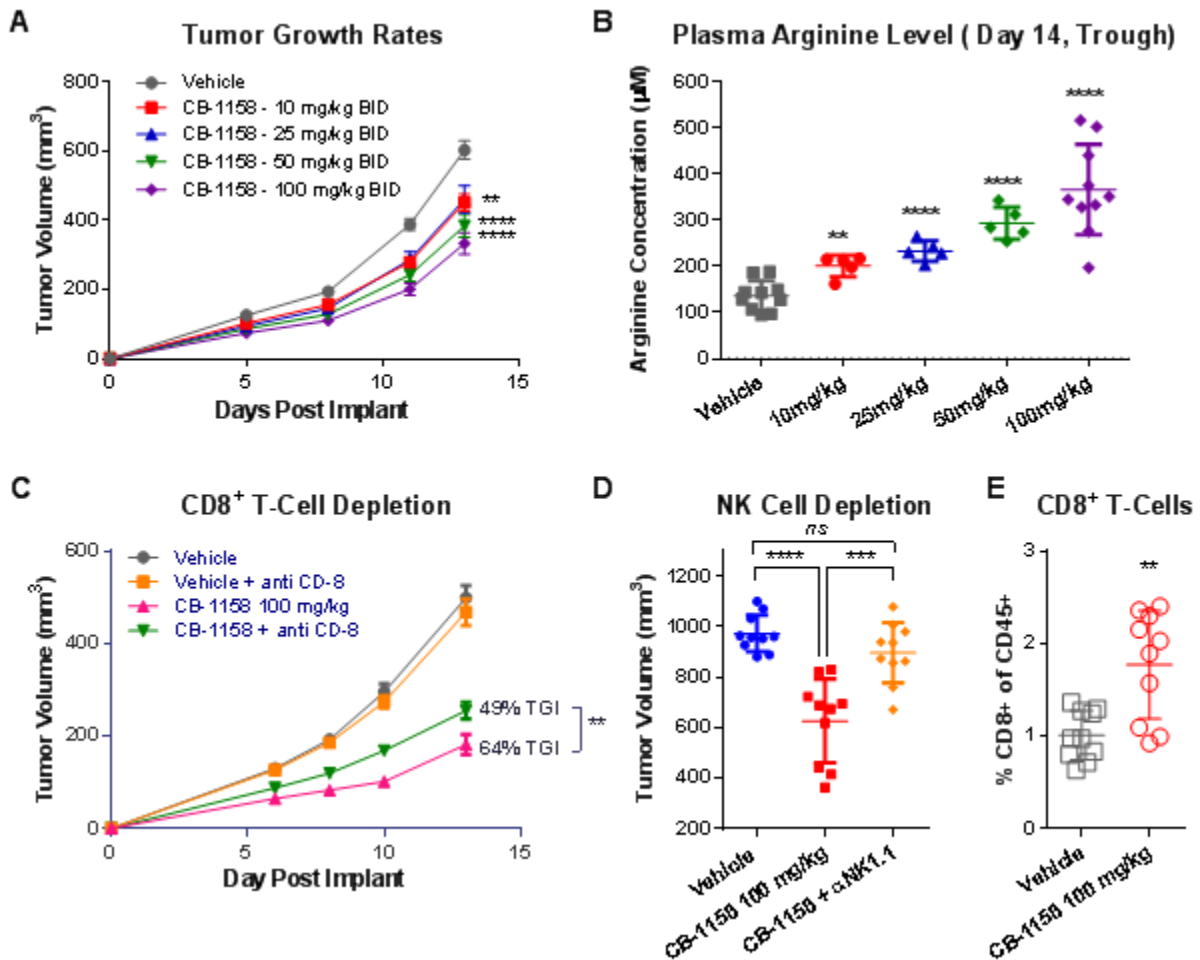 A
Tumor Growth Rates
Tumor Volume (mm³)
800
600
400
200
0
Vehicle
CB-1158 - 10 mg/kg BID
CB-1158 - 25 mg/kg BID
CB-1158 - 50 mg/kg BID
CB-1158 - 100 mg/kg BID
**
****
****
0 5 10 15
Days Post Implant
B
Plasma Arginine Level ( Day 14, Trough)
Arginine Concentration (µM)
600
500
400
300
200
100
0
**
****
****
****
Vehicle
10mg/kg
25mg/kg
50mg/kg
100mg/kg
C
CD8⁺ T-Cell Depletion
Tumor Volume (mm³)
600
400
200
0
Vehicle
Vehicle + anti CD-8
CB-1158 100 mg/kg
CB-1158 + anti CD-8
49% TGI
64% TGI
**
0 5 10 15
Day Post Implant
D
NK Cell Depletion
ns
**** ***
Tumor Volume (mm³)
1200
1000
800
600
400
200
Vehicle
CB-1158 100 mg/kg
CB-1158 + αNK1.1
E
CD8⁺ T-Cells
% CD8+ of CD45+
3
2
1
0
**
Vehicle
CB-1158 100 mg/kg